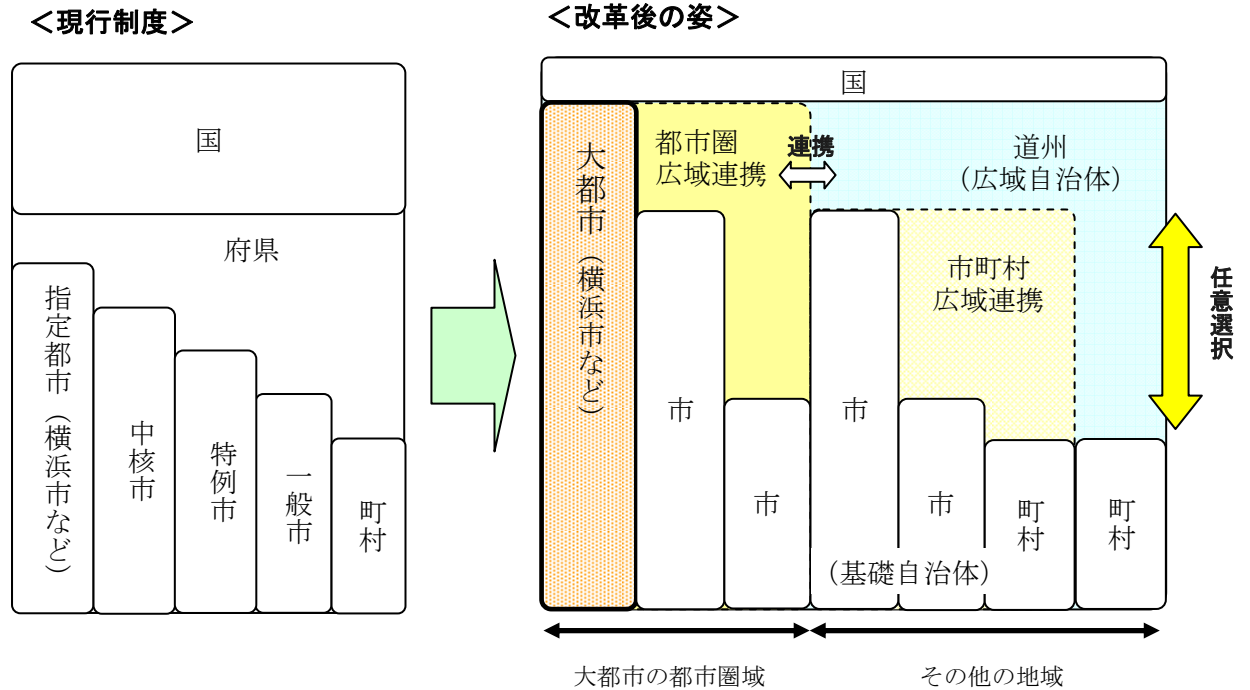 ＜現行制度＞
国
府県
指定都市（横浜市など）
中核市
特例市
一般市
町村
＜改革後の姿＞
国
大都市（横浜市など）
都市圏
広域連携
連携
道州
（広域自治体）
市町村
広域連携
任意選択
市
市
市
市
町村
町村
（基礎自治体）
大都市の都市圏域
その他の地域